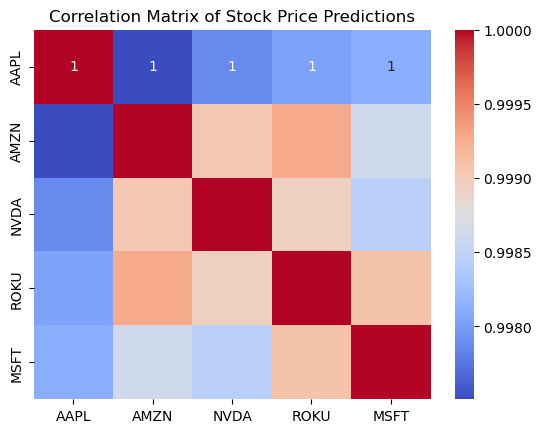 Correlation Matrix of Stock Price Predictions
AAPL 1 1 1 1 1
AMZN
NVDA
ROKU
MSFT
AAPL AMZN NVDA ROKU MSFT
1.0000
0.9995
0.9990
0.9985
0.9980